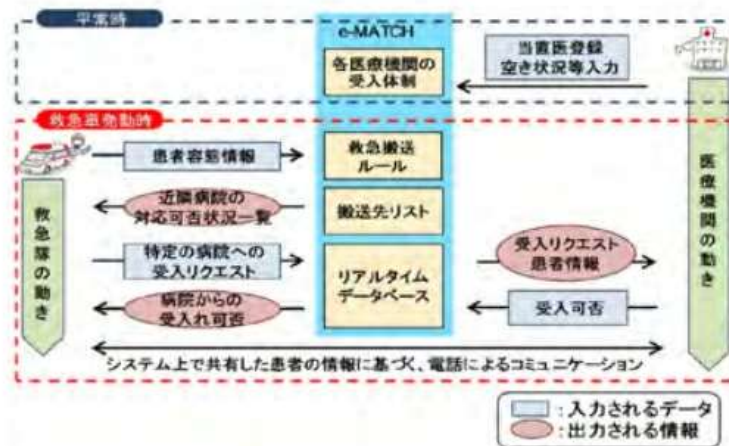 平常時
e-MATCH
各医療機関の
受入体制
当直医登録
空き状況等入力
救急車発動時
患者容態情報
救急搬送
ルール
近隣病院の
対応可否状況一覧
搬送先リスト
特定の病院への
受入リクエスト
リアルタイム
データベース
受入リクエスト
患者情報
病院からの
受入れ可否
受入可否
救急隊の動き
医療機関の動き
システム上で共有した患者の情報に基づく、電話によるコミュニケーション
:入力されるデータ
:出力される情報